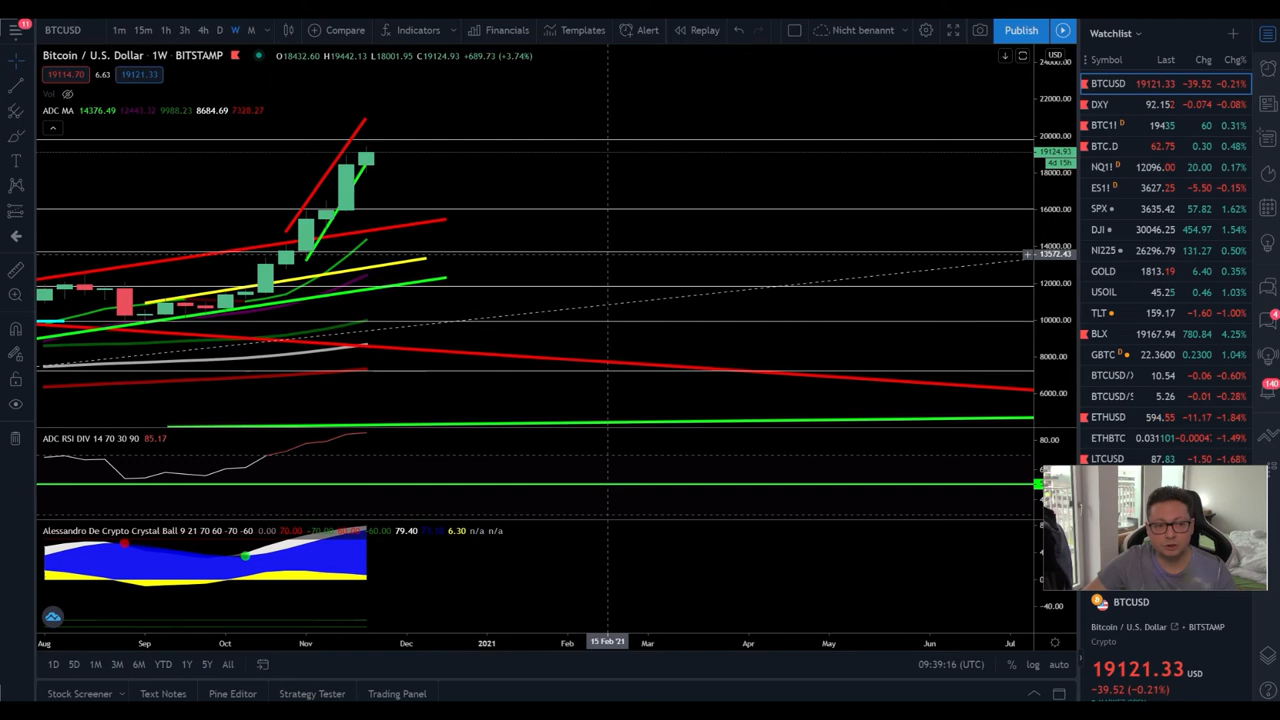 11
BTCUSD 1m 15m 1h 3h 4h D W M Compare Indicators Financials Templates Alert Replay Nicht benannt Publish
Watchlist
Bitcoin / U.S. Dollar · 1W · BITSTAMP O18432.60 H19442.13 L18001.95 C19124.93 +689.73 (+3.74%)
USD
Symbol Last Chg Chg%
19114.70 6.63 19121.33
Vol
ADC MA 14376.49 12443.32 9988.23 8684.69 7328.27
24000.00
22000.00
20000.00
19124.93
4d 15h
18000.00
16000.00
14000.00
13572.43
12000.00
10000.00
8000.00
6000.00
BTCUSD 19121.33 −39.52 −0.21%
DXY 92.152 −0.074 −0.08%
BTC1! D 19435 60 0.31%
BTC.D 62.75 0.30 0.48%
NQ1! D 12096.00 20.00 0.17%
ES1! D 3627.25 −5.50 −0.15%
SPX 3635.42 57.82 1.62%
DJI 30046.25 454.97 1.54%
NI225 26296.79 131.27 0.50%
GOLD 1813.19 6.40 0.35%
USOIL 45.25 0.46 1.03%
TLT 159.17 −1.60 −1.00%
BLX 19167.94 780.84 4.25%
GBTC D 22.3600 0.2300 1.04%
BTCUSD/ 10.54 −0.06 −0.60%
BTCUSD/ 5.26 −0.01 −0.28%
ETHUSD 594.55 −11.17 −1.84%
ETHBTC 0.031101 −0.0004 −1.49%
LTCUSD 87.83 −1.50 −1.68%
4
140
ADC RSI DIV 14 70 30 90 85.17
80.00
Alessandro De Crypto Crystal Ball 9 21 70 60 -70 -60 0.00 70.00 −70.00 60.00 −60.00 79.40 6.30 n/a n/a
−40.00
Aug Sep Oct Nov Dec 2021 Feb 15 Feb '21 Mar Apr May Jun Jul
1D 5D 1M 3M 6M YTD 1Y 5Y All 09:39:16 (UTC) % log auto
Stock Screener Text Notes Pine Editor Strategy Tester Trading Panel
BTCUSD
Bitcoin / U.S. Dollar BITSTAMP
Crypto
19121.33 USD
−39.52 (−0.21%)